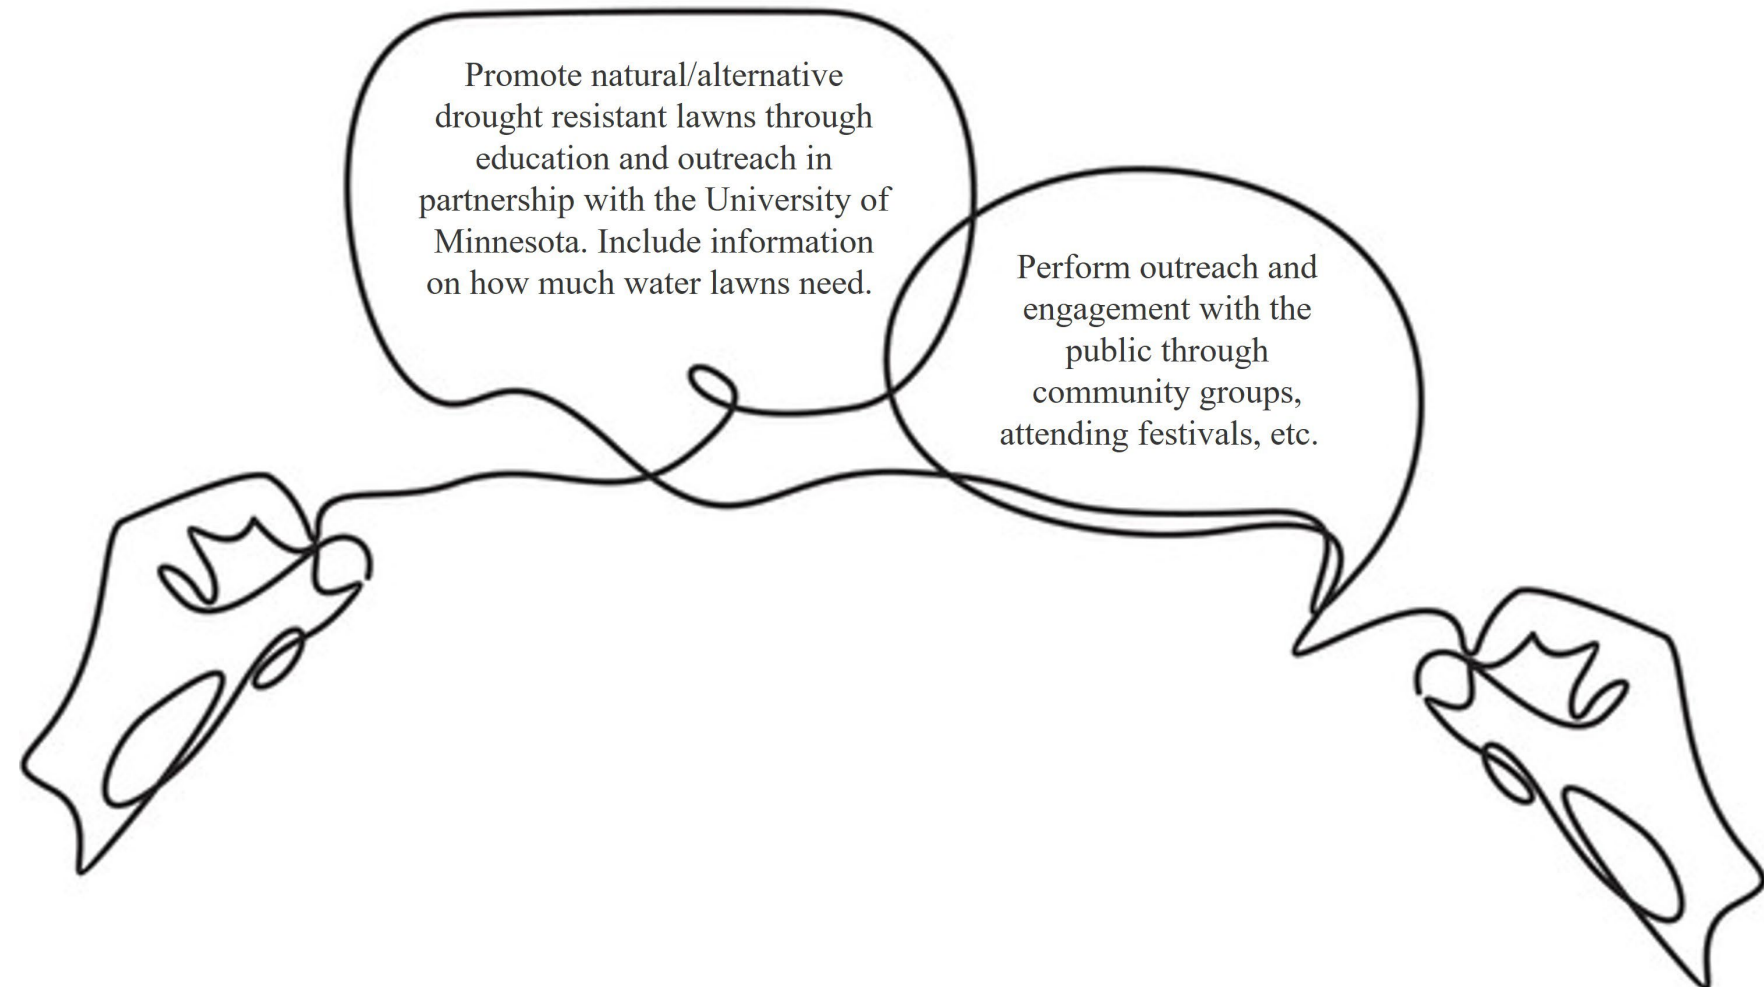 Promote natural/alternative
drought resistant lawns through
education and outreach in
partnership with the University of
Minnesota. Include information
on how much water lawns need.
Perform outreach and
engagement with the
public through
community groups,
attending festivals, etc.